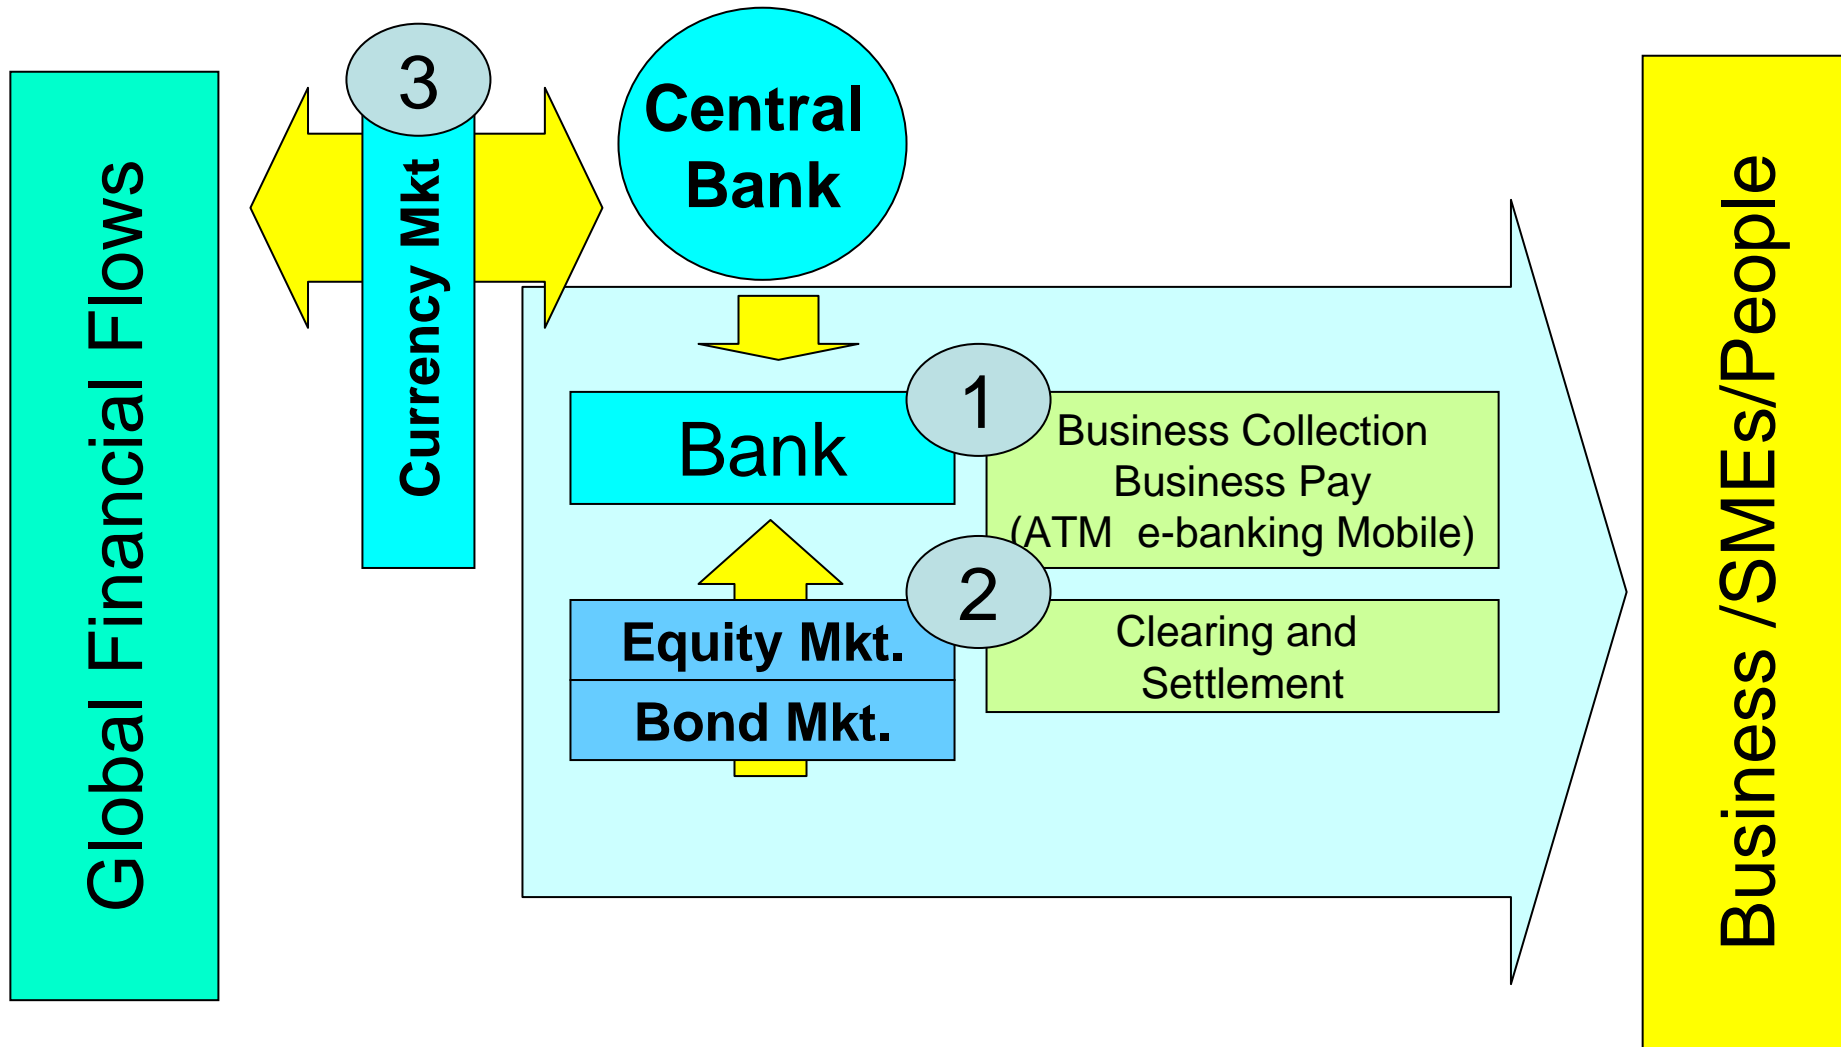 Global Financial Flows
3
Currency Mkt
Central
Bank
Bank
1
Business Collection
Business Pay
(ATM  e-banking Mobile)
2
Equity Mkt.
Bond Mkt.
Clearing and
Settlement
Business /SMEs/People